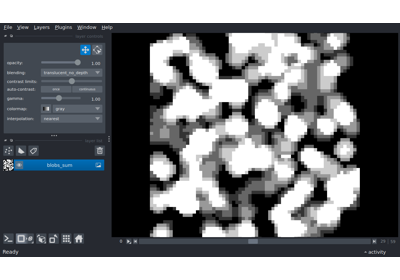 File View Layers Plugins Window Help
opacity: 1.00
blending: translucent_no_depth
contrast limits:
auto-contrast: once continuous
gamma: 1.00
colormap: gray
interpolation: nearest
blobs_sum
Ready
activity